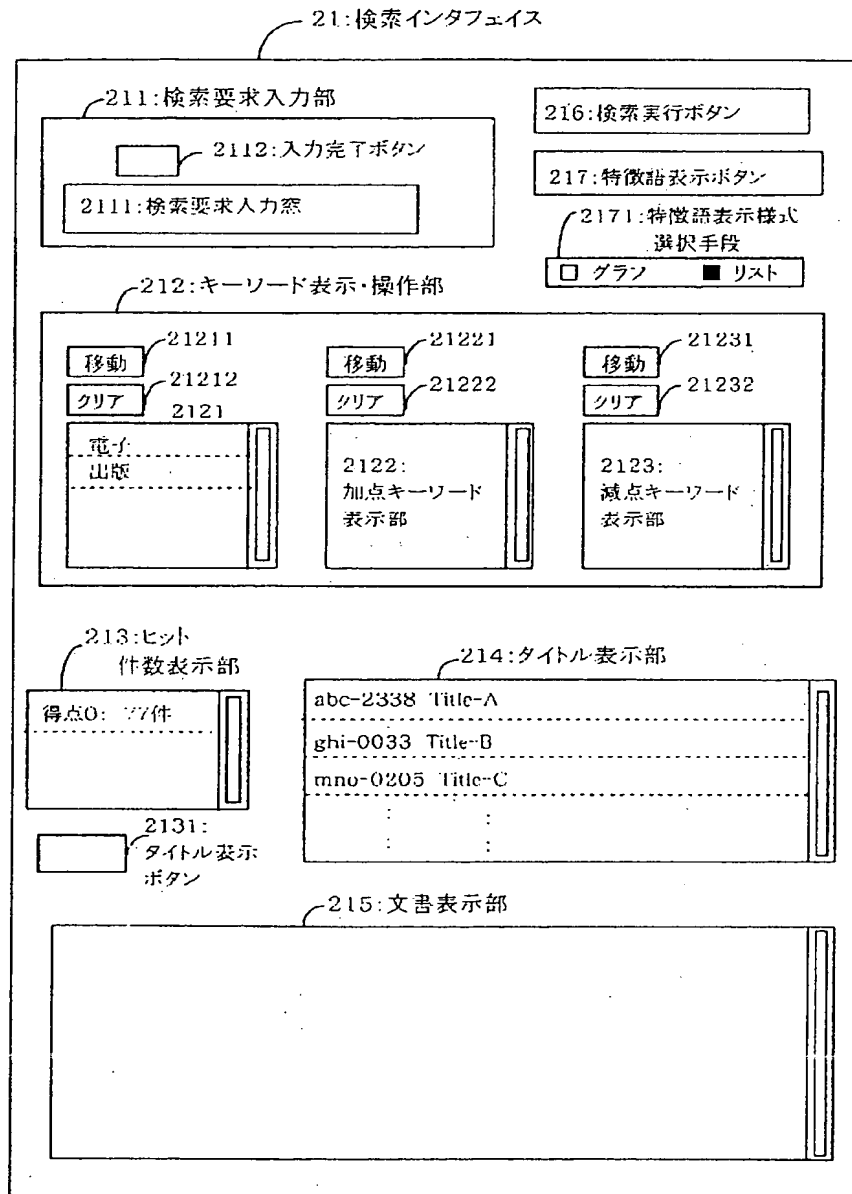 21:検索インタフェイス
211:検索要求入力部
216:検索実行ボタン
2112:入力完了ボタン
2111:検索要求入力窓
217:特徴語表示ボタン
2171:特徴語表示様式
選択手段
□ グラフ ■ リスト
212:キーワード表示・操作部
移動 21211
クリア 21212
2121
電子
出版
移動 21221
クリア 21222
2122:
加点キーワード
表示部
移動 21231
クリア 21232
2123:
減点キーワード
表示部
213:ヒット
件数表示部
得点0: 77件
2131:
タイトル表示
ボタン
214:タイトル表示部
abc-2338 Title-A
ghi-0033 Title-B
mno-0205 Title-C
: :
: :
215:文書表示部